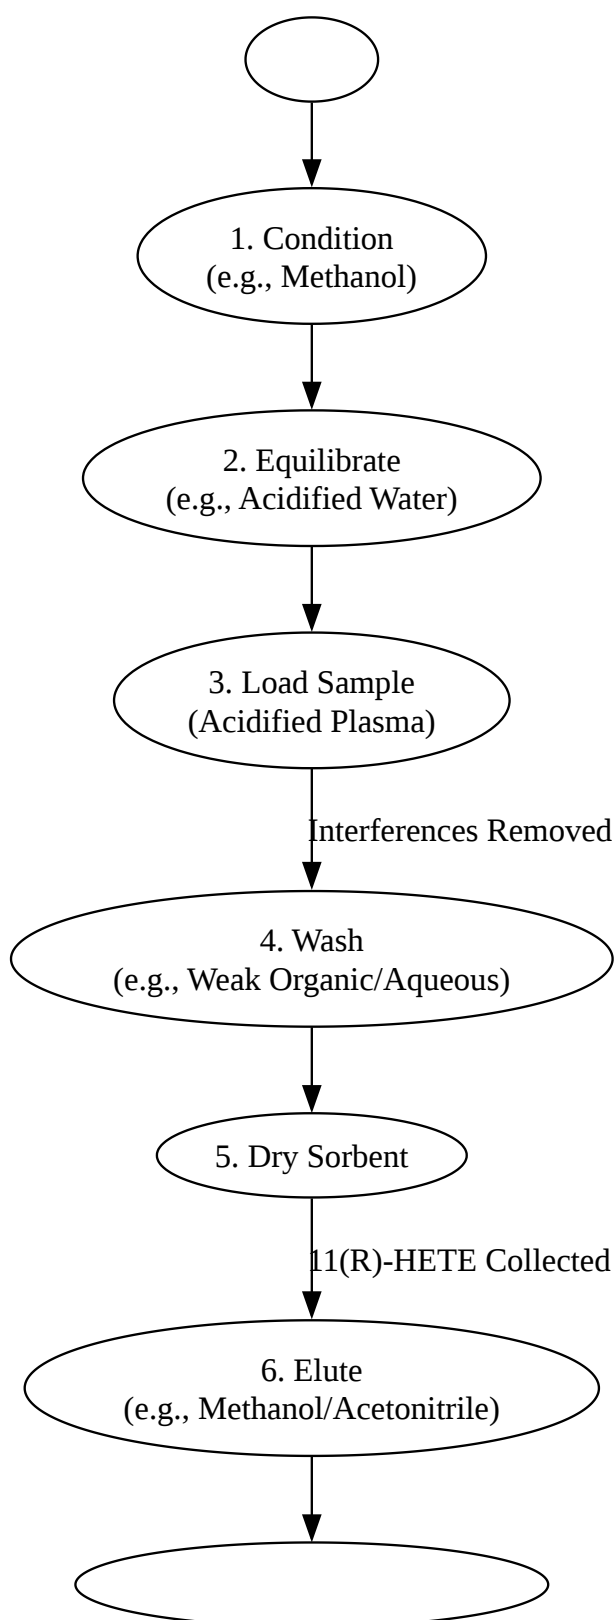 1. Condition
(e.g., Methanol)
2. Equilibrate
(e.g., Acidified Water)
3. Load Sample
(Acidified Plasma)
Interferences Removed
4. Wash
(e.g., Weak Organic/Aqueous)
5. Dry Sorbent
11(R)-HETE Collected
6. Elute
(e.g., Methanol/Acetonitrile)